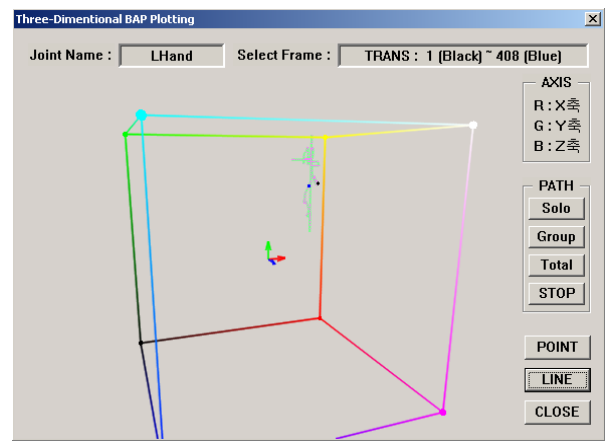 Three-Dimentional BAP Plotting
Joint Name : LHand Select Frame : TRANS : 1 (Black) ~ 408 (Blue)
AXIS
R : X축
G : Y축
B : Z축
PATH
Solo
Group
Total
STOP
POINT
LINE
CLOSE